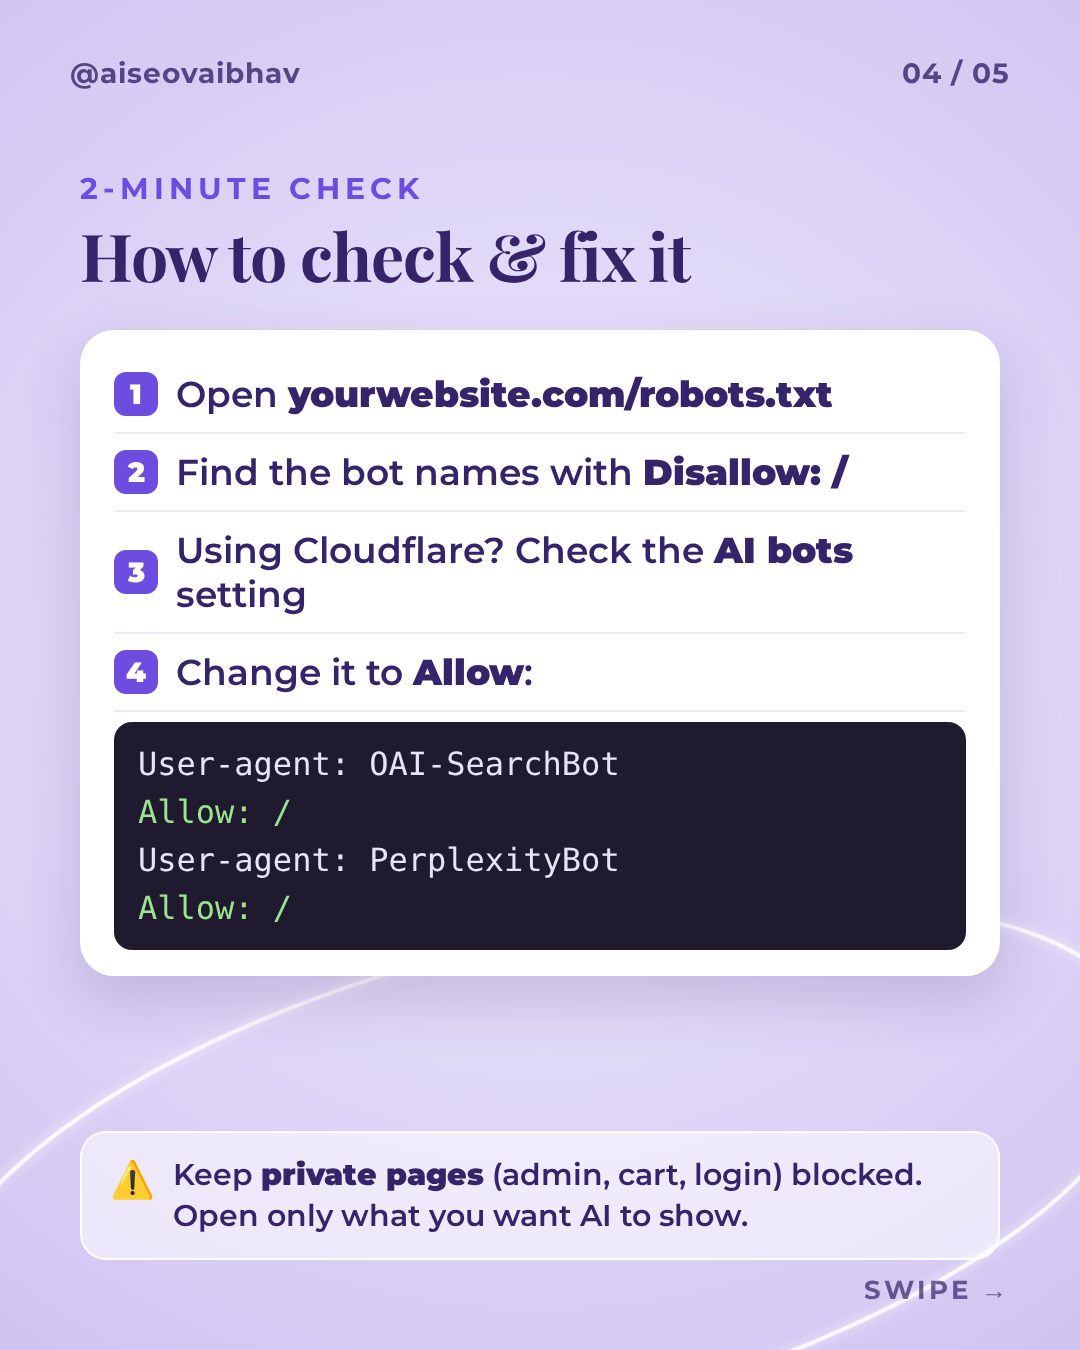 @aiseovaibhav
04 / 05
2-MINUTE CHECK
How to check & fix it
1 Open yourwebsite.com/robots.txt
2 Find the bot names with Disallow: /
3 Using Cloudflare? Check the AI bots
setting
4 Change it to Allow:
User-agent: OAI-SearchBot
Allow: /
User-agent: PerplexityBot
Allow: /
⚠️ Keep private pages (admin, cart, login) blocked.
Open only what you want AI to show.
SWIPE →